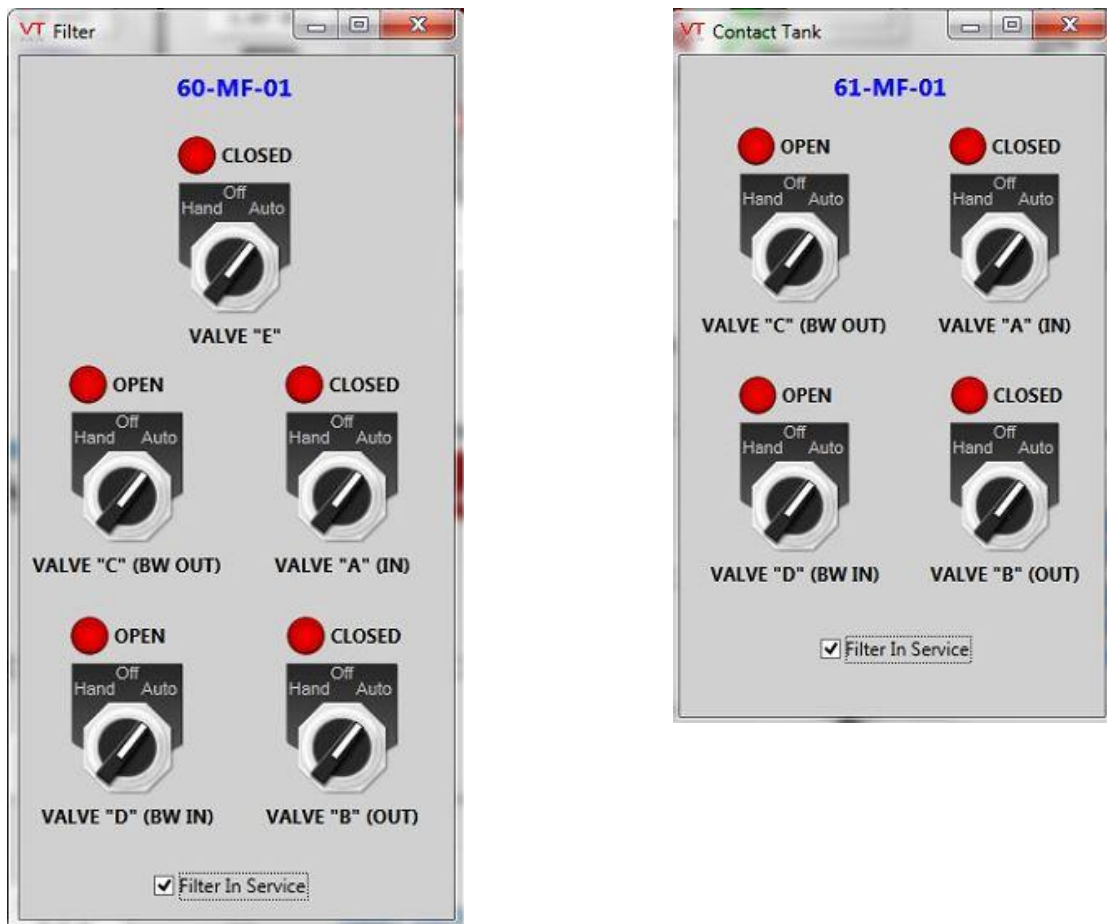 VT Filter
60-MF-01
CLOSED
Off
Hand Auto
VALVE "E"
OPEN
Off
Hand Auto
VALVE "C" (BW OUT)
CLOSED
Off
Hand Auto
VALVE "A" (IN)
OPEN
Off
Hand Auto
VALVE "D" (BW IN)
CLOSED
Off
Hand Auto
VALVE "B" (OUT)
Filter In Service
VT Contact Tank
61-MF-01
OPEN
Off
Hand Auto
VALVE "C" (BW OUT)
CLOSED
Off
Hand Auto
VALVE "A" (IN)
OPEN
Off
Hand Auto
VALVE "D" (BW IN)
CLOSED
Off
Hand Auto
VALVE "B" (OUT)
Filter In Service